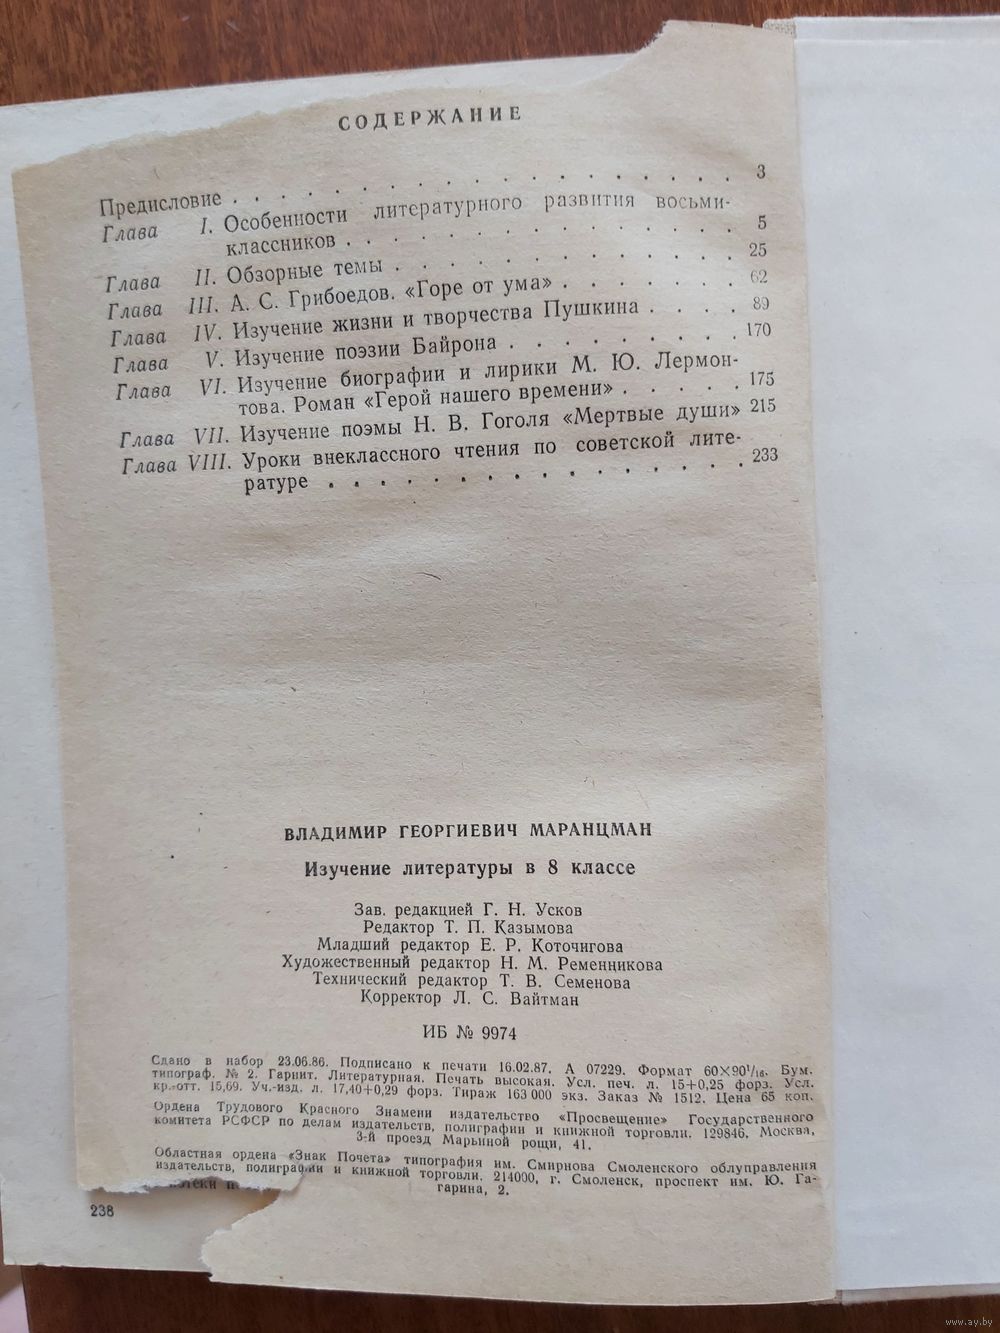 СОДЕРЖАНИЕ
Предисловие . . . . . . . . . . . . . . . . . . . 3
Глава I. Особенности литературного развития восьми-
классников . . . . . . . . . . . . . . . 5
Глава II. Обзорные темы . . . . . . . . . . . . . 25
Глава III. А. С. Грибоедов. «Горе от ума» . . . . . . . 62
Глава IV. Изучение жизни и творчества Пушкина . . . . 89
Глава V. Изучение поэзии Байрона . . . . . . . . . 170
Глава VI. Изучение биографии и лирики М. Ю. Лермон-
това. Роман «Герой нашего времени» . . . . . 175
Глава VII. Изучение поэмы Н. В. Гоголя «Мертвые души» 215
Глава VIII. Уроки внеклассного чтения по советской лите-
ратуре . . . . . . . . . . . . . . . . 233
ВЛАДИМИР ГЕОРГИЕВИЧ МАРАНЦМАН
Изучение литературы в 8 классе
Зав. редакцией Г. Н. Усков
Редактор Т. П. Казымова
Младший редактор Е. Р. Коточигова
Художественный редактор Н. М. Ременникова
Технический редактор Т. В. Семенова
Корректор Л. С. Вайтман
ИБ № 9974
Сдано в набор 23.06.86. Подписано к печати 16.02.87. А 07229. Формат 60×90¹/₁₆. Бум.
типограф. № 2. Гарнит. Литературная. Печать высокая. Усл. печ. л. 15+0,25 форз. Усл.
кр.-отт. 15,69. Уч.-изд. л. 17,40+0,29 форз. Тираж 163 000 экз. Заказ № 1512. Цена 65 коп.
Ордена Трудового Красного Знамени издательство «Просвещение» Государственного
комитета РСФСР по делам издательств, полиграфии и книжной торговли. 129846, Москва,
3-й проезд Марьиной рощи, 41.
Областная ордена «Знак Почета» типография им. Смирнова Смоленского облуправления
издательств, полиграфии и книжной торговли. 214000, г. Смоленск, проспект им. Ю. Га-
гарина, 2.
238
www.ay.by